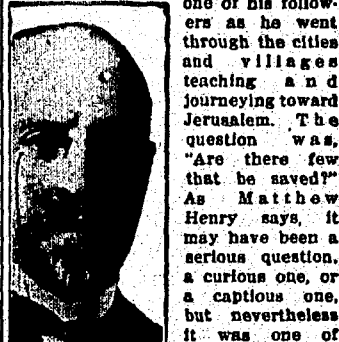 one of his follow-
ers as he went
through the cities
and villages
teaching and
journeying toward
Jerusalem. The
question was,
"Are there few
that be saved?"
As Matthew
Henry says, it
may have been a
serious question,
a curious one, or
a captious one,
but nevertheless
it was one of